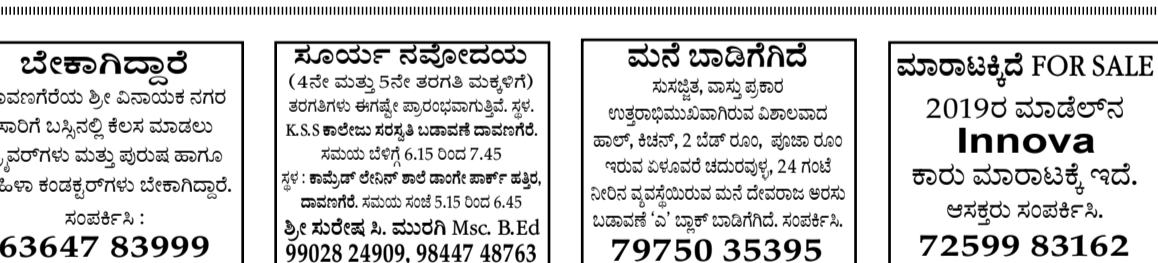 ಬೇಕಾಗಿದ್ದಾರೆ
ಾವಣಗೆರೆಯ ಶ್ರೀ ವಿನಾಯಕ ನಗರ
ಸಾರಿಗೆ ಬಸ್ಸಿನಲ್ಲಿ ಕೆಲಸ ಮಾಡಲು
ೈವರ್‌ಗಳು ಮತ್ತು ಪುರುಷ ಹಾಗೂ
ಹಿಳಾ ಕಂಡಕ್ಟರ್‌ಗಳು ಬೇಕಾಗಿದ್ದಾರೆ.
ಸಂಪರ್ಕಿಸಿ :
63647 83999
ಸೂರ್ಯ ನವೋದಯ
(4ನೇ ಮತ್ತು 5ನೇ ತರಗತಿ ಮಕ್ಕಳಿಗೆ)
ತರಗತಿಗಳು ಈಗಷ್ಟೇ ಪ್ರಾರಂಭವಾಗುತ್ತಿವೆ. ಸ್ಥಳ.
K.S.S ಕಾಲೇಜು ಸರಸ್ವತಿ ಬಡಾವಣೆ ದಾವಣಗೆರೆ.
ಸಮಯ ಬೆಳಿಗ್ಗೆ 6.15 ರಿಂದ 7.45
ಸ್ಥಳ : ಕಾಮ್ರೆಡ್ ಲೇನಿನ್ ಶಾಲೆ ಡಾಂಗೇ ಪಾರ್ಕ್ ಹತ್ತಿರ,
ದಾವಣಗೆರೆ. ಸಮಯ ಸಂಜೆ 5.15 ರಿಂದ 6.45
ಶ್ರೀ ಸುರೇಷ ಸಿ. ಮುರಗಿ Msc. B.Ed
99028 24909, 98447 48763
ಮನೆ ಬಾಡಿಗೆಗಿದೆ
ಸುಸಜ್ಜಿತ, ವಾಸ್ತು ಪ್ರಕಾರ
ಉತ್ತರಾಭಿಮುಖವಾಗಿರುವ ವಿಶಾಲವಾದ
ಹಾಲ್, ಕಿಚನ್, 2 ಬೆಡ್ ರೂಂ, ಪೂಜಾ ರೂಂ
ಇರುವ ಏಳೂವರೆ ಚದುರವುಳ್ಳ, 24 ಗಂಟೆ
ನೀರಿನ ವ್ಯವಸ್ಥೆಯಿರುವ ಮನೆ ದೇವರಾಜ ಅರಸು
ಬಡಾವಣೆ ‘ಎ’ ಬ್ಲಾಕ್ ಬಾಡಿಗೆಗಿದೆ. ಸಂಪರ್ಕಿಸಿ.
79750 35395
ಮಾರಾಟಕ್ಕಿದೆ FOR SALE
2019ರ ಮಾಡೆಲ್‌ನ
Innova
ಕಾರು ಮಾರಾಟಕ್ಕೆ ಇದೆ.
ಆಸಕ್ತರು ಸಂಪರ್ಕಿಸಿ.
72599 83162